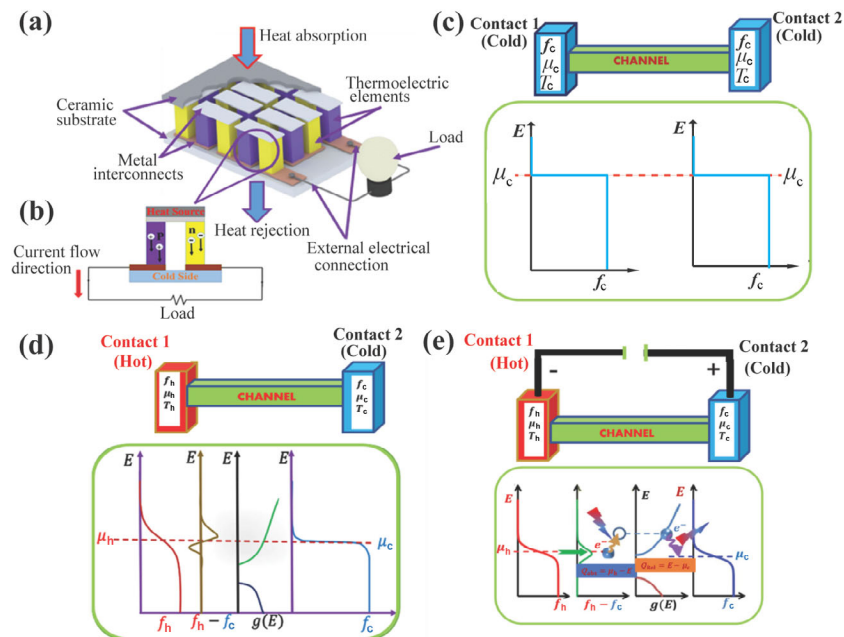 (a)
Heat absorption
Ceramic
substrate
Thermoelectric
elements
Metal
interconnects
Load
Heat rejection
External electrical
connection
(b)
Heat Source
P
n
Cold Side
Current flow
direction
Load
(c)
Contact 1
(Cold)
Contact 2
(Cold)
f_c
μ_c
T_c
CHANNEL
f_c
μ_c
T_c
E
E
μ_c
μ_c
f_c
f_c
(d)
Contact 1
(Hot)
Contact 2
(Cold)
f_h
μ_h
T_h
CHANNEL
f_c
μ_c
T_c
E
E
E
E
μ_h
μ_c
f_h
f_h − f_c
g(E)
f_c
(e)
Contact 1
(Hot)
Contact 2
(Cold)
-
+
f_h
μ_h
T_h
CHANNEL
f_c
μ_c
T_c
E
E
E
E
μ_h
e
e⁻
μ_c
= μ_h − E
= E − μ_c
f_h
f_h − f_c
g(E)
f_c